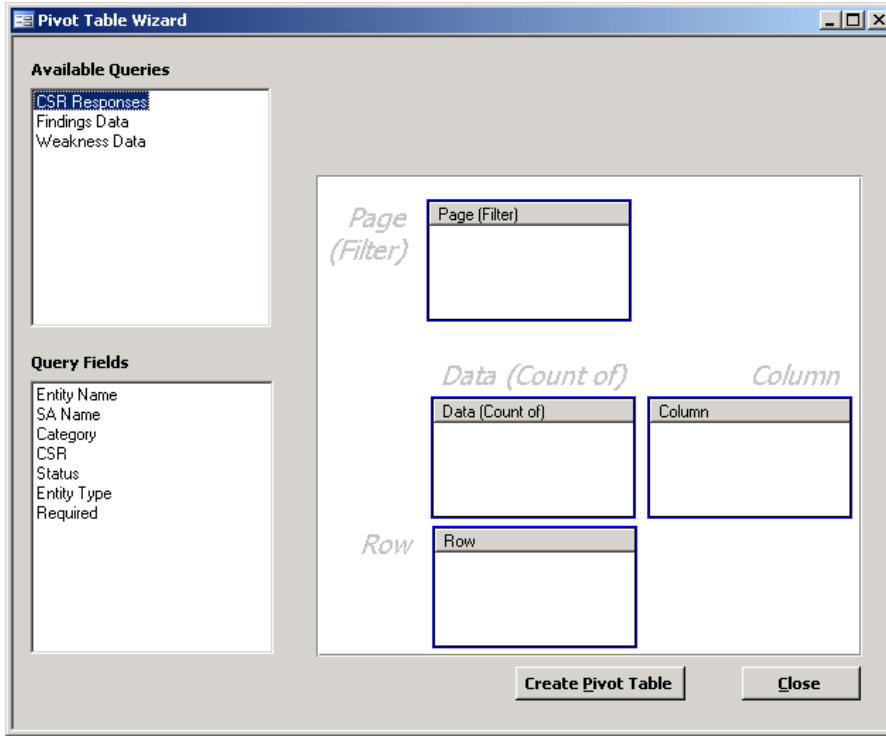 Pivot Table Wizard
Available Queries
CSR Responses
Findings Data
Weakness Data
Query Fields
Entity Name
SA Name
Category
CSR
Status
Entity Type
Required
Page
(Filter)
Page (Filter)
Data (Count of)
Column
Data (Count of)
Column
Row
Row
Create Pivot Table
Close